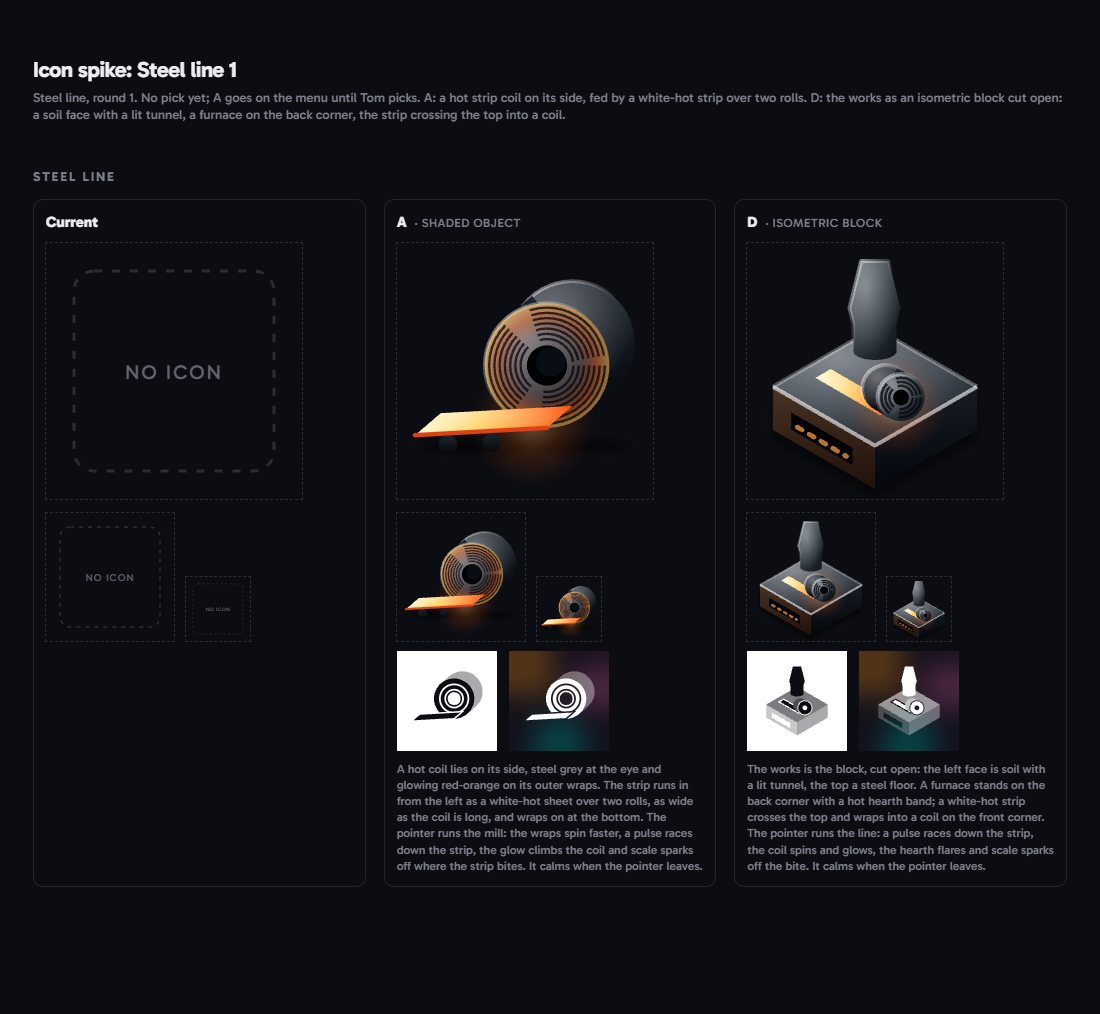 Icon spike: Steel line 1
Steel line, round 1. No pick yet; A goes on the menu until Tom picks. A: a hot strip coil on its side, fed by a white-hot strip over two rolls. D: the works as an isometric block cut open:
a soil face with a lit tunnel, a furnace on the back corner, the strip crossing the top into a coil.
STEEL LINE
Current
NO ICON
NO ICON
NO ICON
A · SHADED OBJECT
A hot coil lies on its side, steel grey at the eye and
glowing red-orange on its outer wraps. The strip runs in
from the left as a white-hot sheet over two rolls, as wide
as the coil is long, and wraps on at the bottom. The
pointer runs the mill: the wraps spin faster, a pulse races
down the strip, the glow climbs the coil and scale sparks
off where the strip bites. It calms when the pointer leaves.
D · ISOMETRIC BLOCK
The works is the block, cut open: the left face is soil with
a lit tunnel, the top a steel floor. A furnace stands on the
back corner with a hot hearth band; a white-hot strip
crosses the top and wraps into a coil on the front corner.
The pointer runs the line: a pulse races down the strip,
the coil spins and glows, the hearth flares and scale sparks
off the bite. It calms when the pointer leaves.